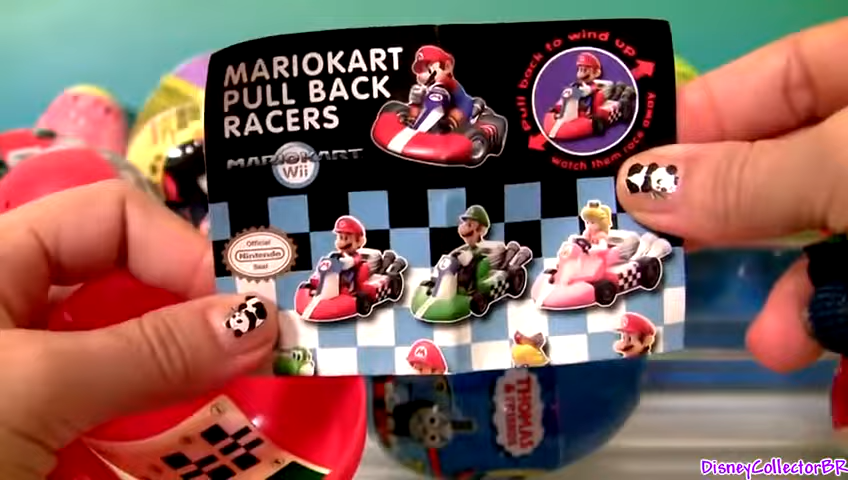 MARIOKART
PULL BACK
RACERS
MARIOKART
Wii
Pull back to wind up
watch them race away
Official
Nintendo
Seal
THOMAS
& FRIENDS
DisneyCollectorBR